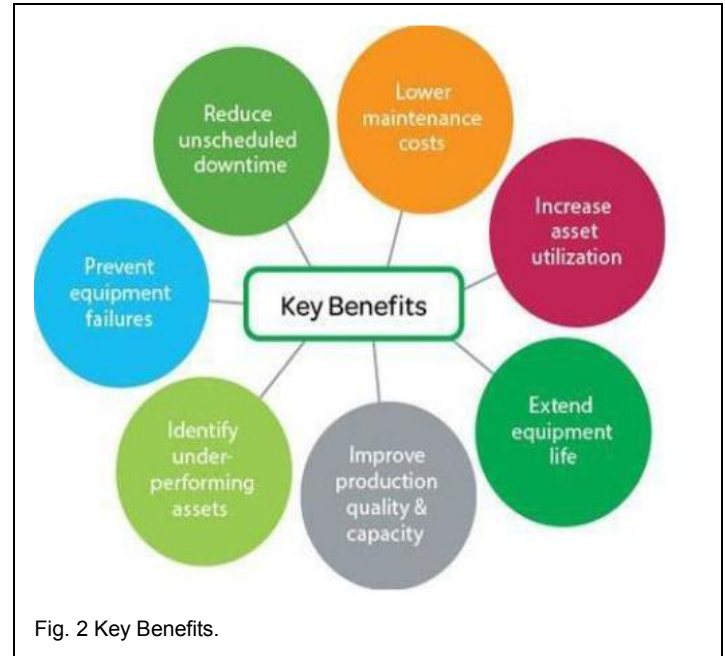 Lower
maintenance
costs
Reduce
unscheduled
downtime
Increase
asset
utilization
Prevent
equipment
failures
Key Benefits
Extend
equipment
life
Identify
under-
performing
assets
Improve
production
quality &
capacity
Fig. 2 Key Benefits.